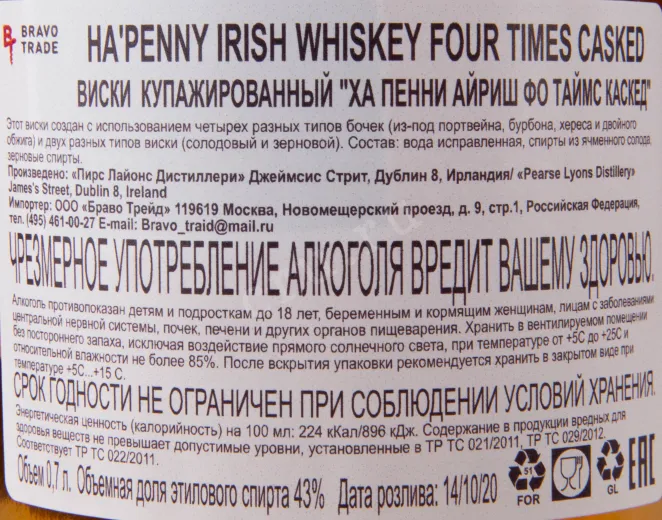 BRAVO
TRADE
HA'PENNY IRISH WHISKEY FOUR TIMES CASKED
ВИСКИ КУПАЖИРОВАННЫЙ "ХА ПЕННИ АЙРИШ ФО ТАЙМС КАСКЕД"
Этот виски создан с использованием четырех разных типов бочек (из-под портвейна, бурбона, хереса и двойного
обжига) и двух разных типов виски (солодовый и зерновой). Состав: вода исправленная, спирты из ячменного солода,
зерновые спирты.
Произведено: «Пирс Лайонс Дистиллери» Джеймсис Стрит, Дублин 8, Ирландия/ «Pearse Lyons Distillery»
James's Street, Dublin 8, Ireland
Импортер: ООО «Браво Трейд» 119619 Москва, Новомещерский проезд, д. 9, стр.1, Российская Федерация,
тел. (495) 461-00-27 E-mail: Bravo_traid@mail.ru
ЧРЕЗМЕРНОЕ УПОТРЕБЛЕНИЕ АЛКОГОЛЯ ВРЕДИТ ВАШЕМУ ЗДОРОВЬЮ.
Алкоголь противопоказан детям и подросткам до 18 лет, беременным и кормящим женщинам, лицам с заболеваниями
центральной нервной системы, почек, печени и других органов пищеварения. Хранить в вентилируемом помещении
без постороннего запаха, исключая воздействие прямого солнечного света, при температуре от +5С до +25С и
относительной влажности не более 85%. После вскрытия упаковки рекомендуется хранить в закрытом виде при
температуре +5С...+15 С.
СРОК ГОДНОСТИ НЕ ОГРАНИЧЕН ПРИ СОБЛЮДЕНИИ УСЛОВИЙ ХРАНЕНИЯ.
Энергетическая ценность (калорийность) на 100 мл: 224 кКал/896 кДж. Содержание в продукции вредных для
здоровья веществ не превышает допустимые уровни, установленные в ТР ТС 021/2011, ТР ТС 029/2012.
Соответствует ТР ТС 022/2011.
Объем 0,7 л. Объемная доля этилового спирта 43% Дата розлива: 14/10/20
51
FOR
GL
ЕАС